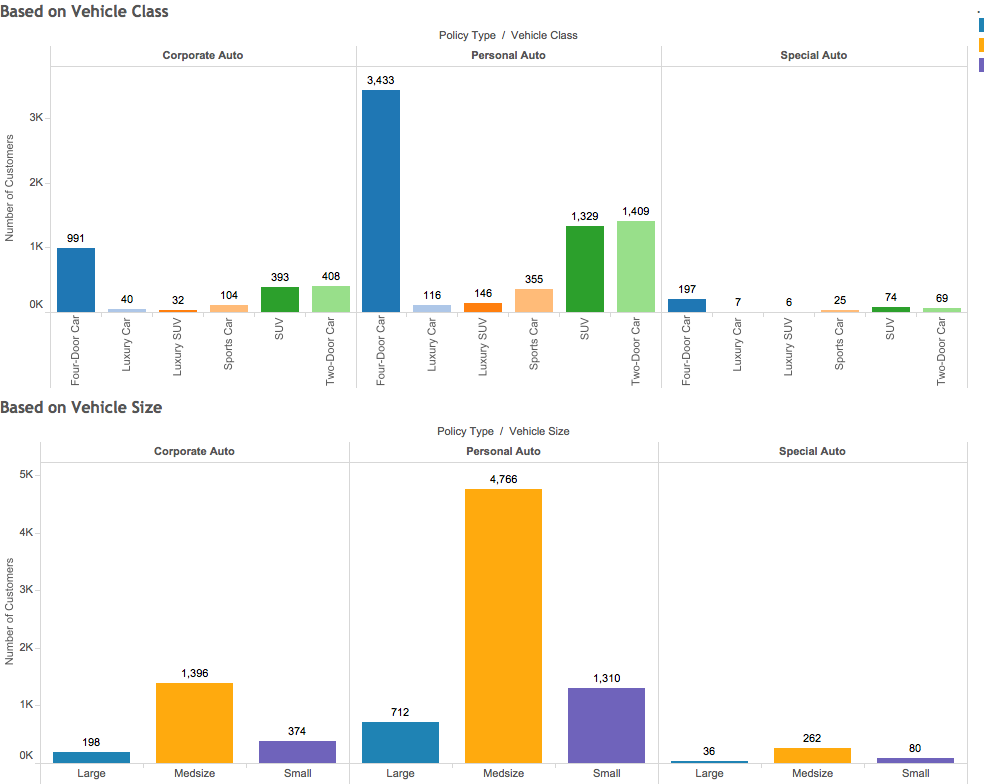 Based on Vehicle Class
Policy Type / Vehicle Class
Corporate Auto Personal Auto Special Auto
Number of Customers
3K
2K
1K
0K
991 40 32 104 393 408
3,433 116 146 355 1,329 1,409
197 7 6 25 74 69
Four-Door Car Luxury Car Luxury SUV Sports Car SUV Two-Door Car
Four-Door Car Luxury Car Luxury SUV Sports Car SUV Two-Door Car
Four-Door Car Luxury Car Luxury SUV Sports Car SUV Two-Door Car
Based on Vehicle Size
Policy Type / Vehicle Size
Corporate Auto Personal Auto Special Auto
Number of Customers
5K
4K
3K
2K
1K
0K
198 1,396 374
712 4,766 1,310
36 262 80
Large Medsize Small Large Medsize Small Large Medsize Small